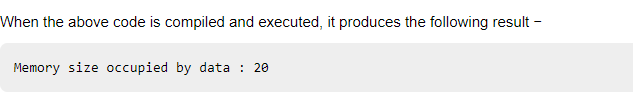 When the above code is compiled and executed, it produces the following result −
Memory size occupied by data : 20